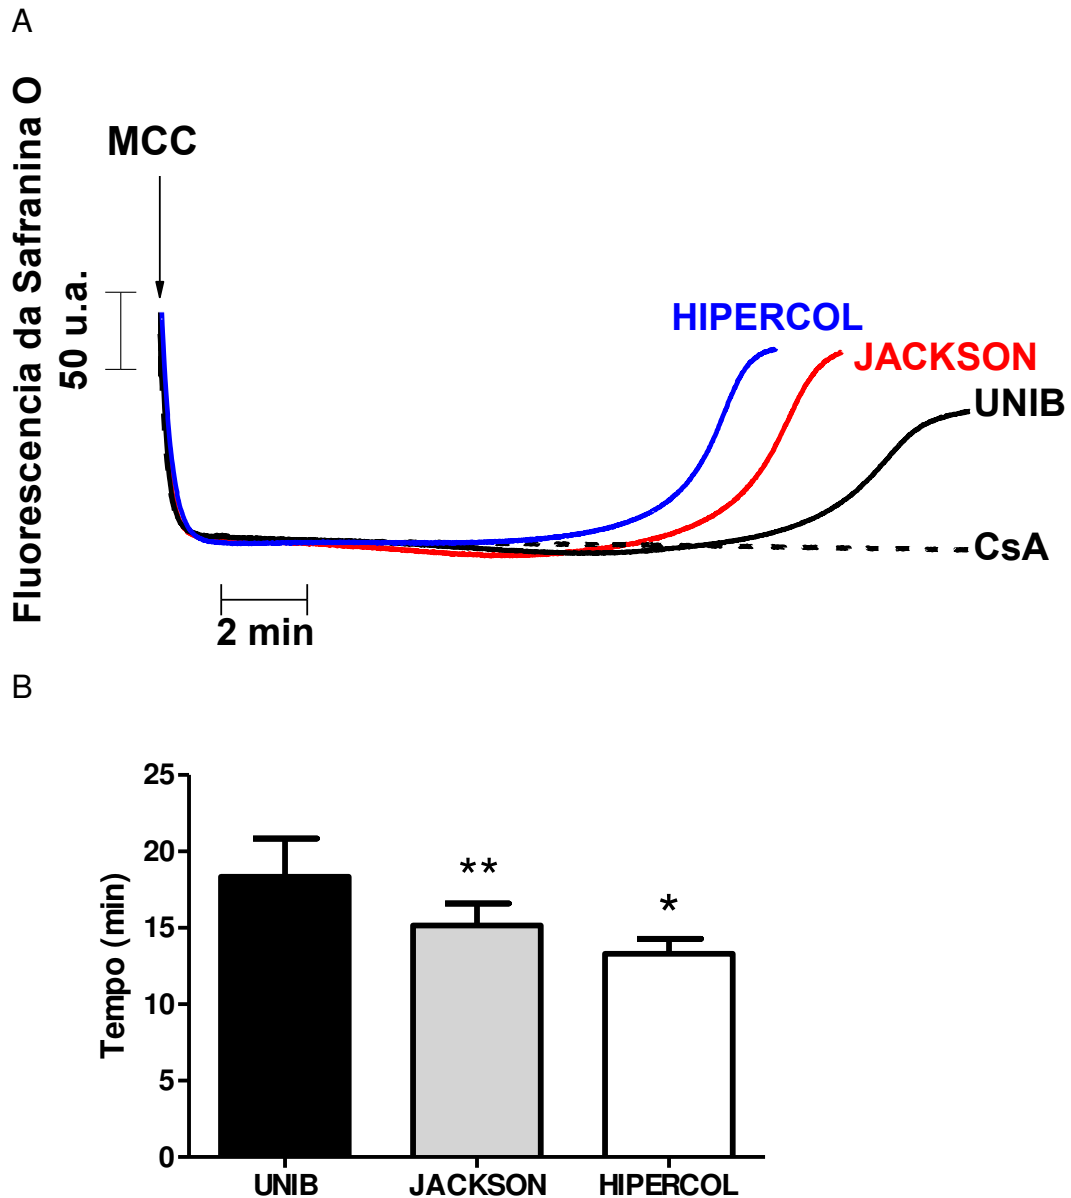 A
Fluorescencia da Safranina O
MCC
50 u.a.
HIPERCOL
JACKSON
UNIB
CsA
2 min
B
Tempo (min)
25
20
15
10
5
0
**
*
UNIB
JACKSON
HIPERCOL